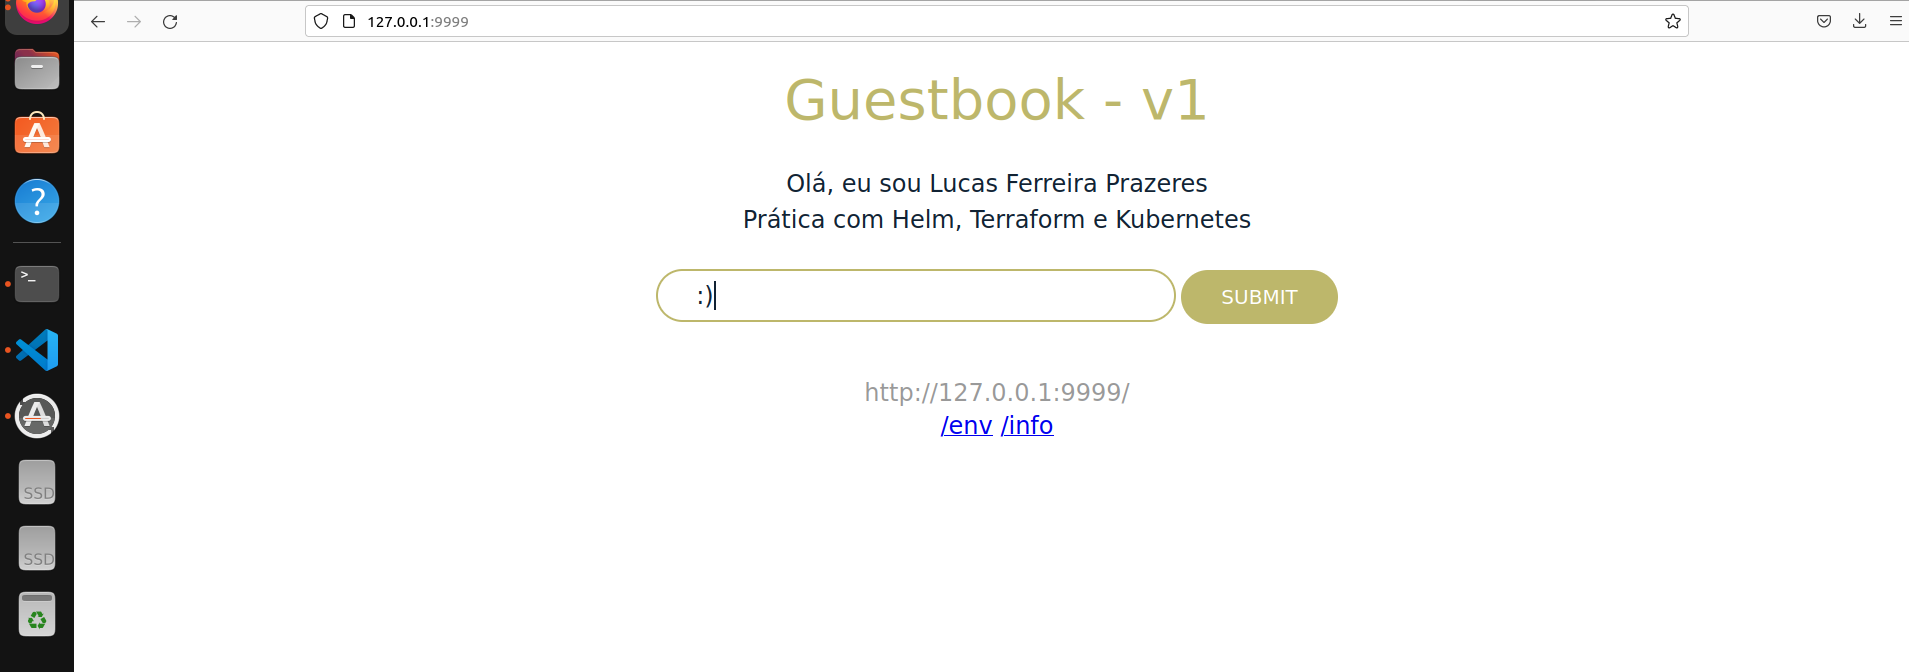 127.0.0.1:9999
Guestbook - v1
Olá, eu sou Lucas Ferreira Prazeres
Prática com Helm, Terraform e Kubernetes
:)
SUBMIT
http://127.0.0.1:9999/
/env /info
?
>_
SSD
SSD